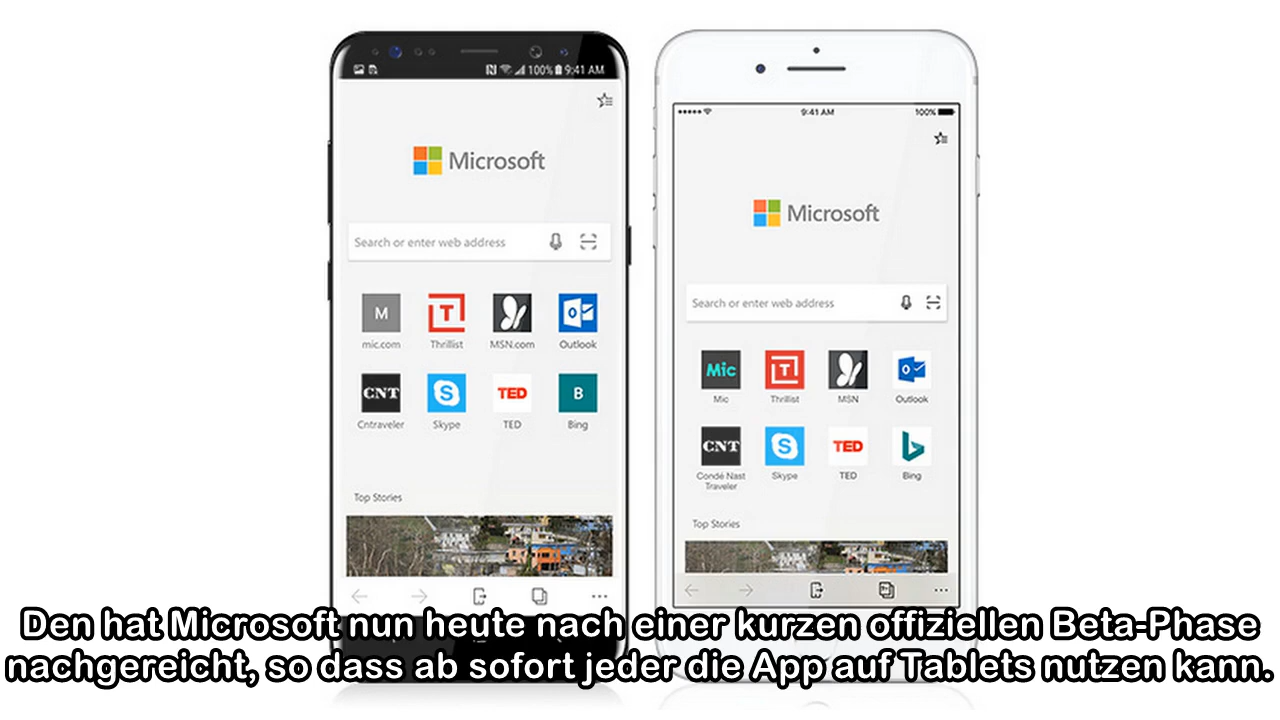 100% 9:41 AM
Microsoft
Search or enter web address
M
T
CNT
TED
B
mic.com Thrillist MSN.com Outlook
Cntraveler Skype TED Bing
Top Stories
9:41 AM 100%
Microsoft
Search or enter web address
Mic
T
Mic Thrillist MSN Outlook
CNT
TED
Condé Nast Traveler Skype TED Bing
Top Stories
Den hat Microsoft nun heute nach einer kurzen offiziellen Beta-Phase
nachgereicht, so dass ab sofort jeder die App auf Tablets nutzen kann.